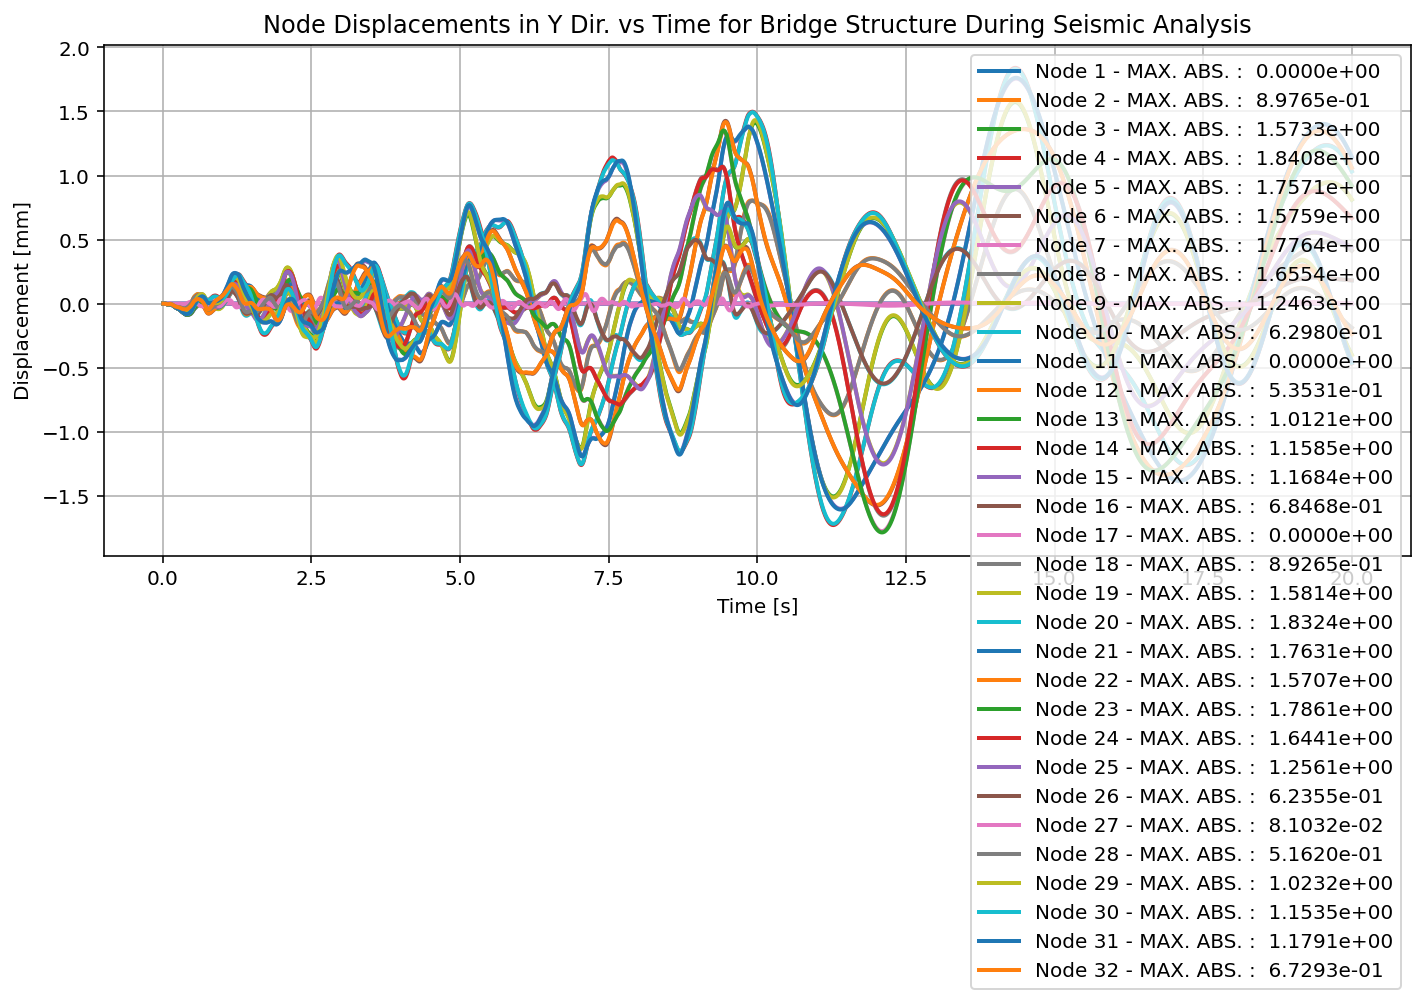 Node Displacements in Y Dir. vs Time for Bridge Structure During Seismic Analysis
Displacement [mm]
2.0
1.5
1.0
0.5
0.0
−0.5
−1.0
−1.5
0.0
2.5
5.0
7.5
10.0
12.5
15.0
17.5
20.0
Time [s]
Node 1 - MAX. ABS. :  0.0000e+00
Node 2 - MAX. ABS. :  8.9765e-01
Node 3 - MAX. ABS. :  1.5733e+00
Node 4 - MAX. ABS. :  1.8408e+00
Node 5 - MAX. ABS. :  1.7571e+00
Node 6 - MAX. ABS. :  1.5759e+00
Node 7 - MAX. ABS. :  1.7764e+00
Node 8 - MAX. ABS. :  1.6554e+00
Node 9 - MAX. ABS. :  1.2463e+00
Node 10 - MAX. ABS. :  6.2980e-01
Node 11 - MAX. ABS. :  0.0000e+00
Node 12 - MAX. ABS. :  5.3531e-01
Node 13 - MAX. ABS. :  1.0121e+00
Node 14 - MAX. ABS. :  1.1585e+00
Node 15 - MAX. ABS. :  1.1684e+00
Node 16 - MAX. ABS. :  6.8468e-01
Node 17 - MAX. ABS. :  0.0000e+00
Node 18 - MAX. ABS. :  8.9265e-01
Node 19 - MAX. ABS. :  1.5814e+00
Node 20 - MAX. ABS. :  1.8324e+00
Node 21 - MAX. ABS. :  1.7631e+00
Node 22 - MAX. ABS. :  1.5707e+00
Node 23 - MAX. ABS. :  1.7861e+00
Node 24 - MAX. ABS. :  1.6441e+00
Node 25 - MAX. ABS. :  1.2561e+00
Node 26 - MAX. ABS. :  6.2355e-01
Node 27 - MAX. ABS. :  8.1032e-02
Node 28 - MAX. ABS. :  5.1620e-01
Node 29 - MAX. ABS. :  1.0232e+00
Node 30 - MAX. ABS. :  1.1535e+00
Node 31 - MAX. ABS. :  1.1791e+00
Node 32 - MAX. ABS. :  6.7293e-01